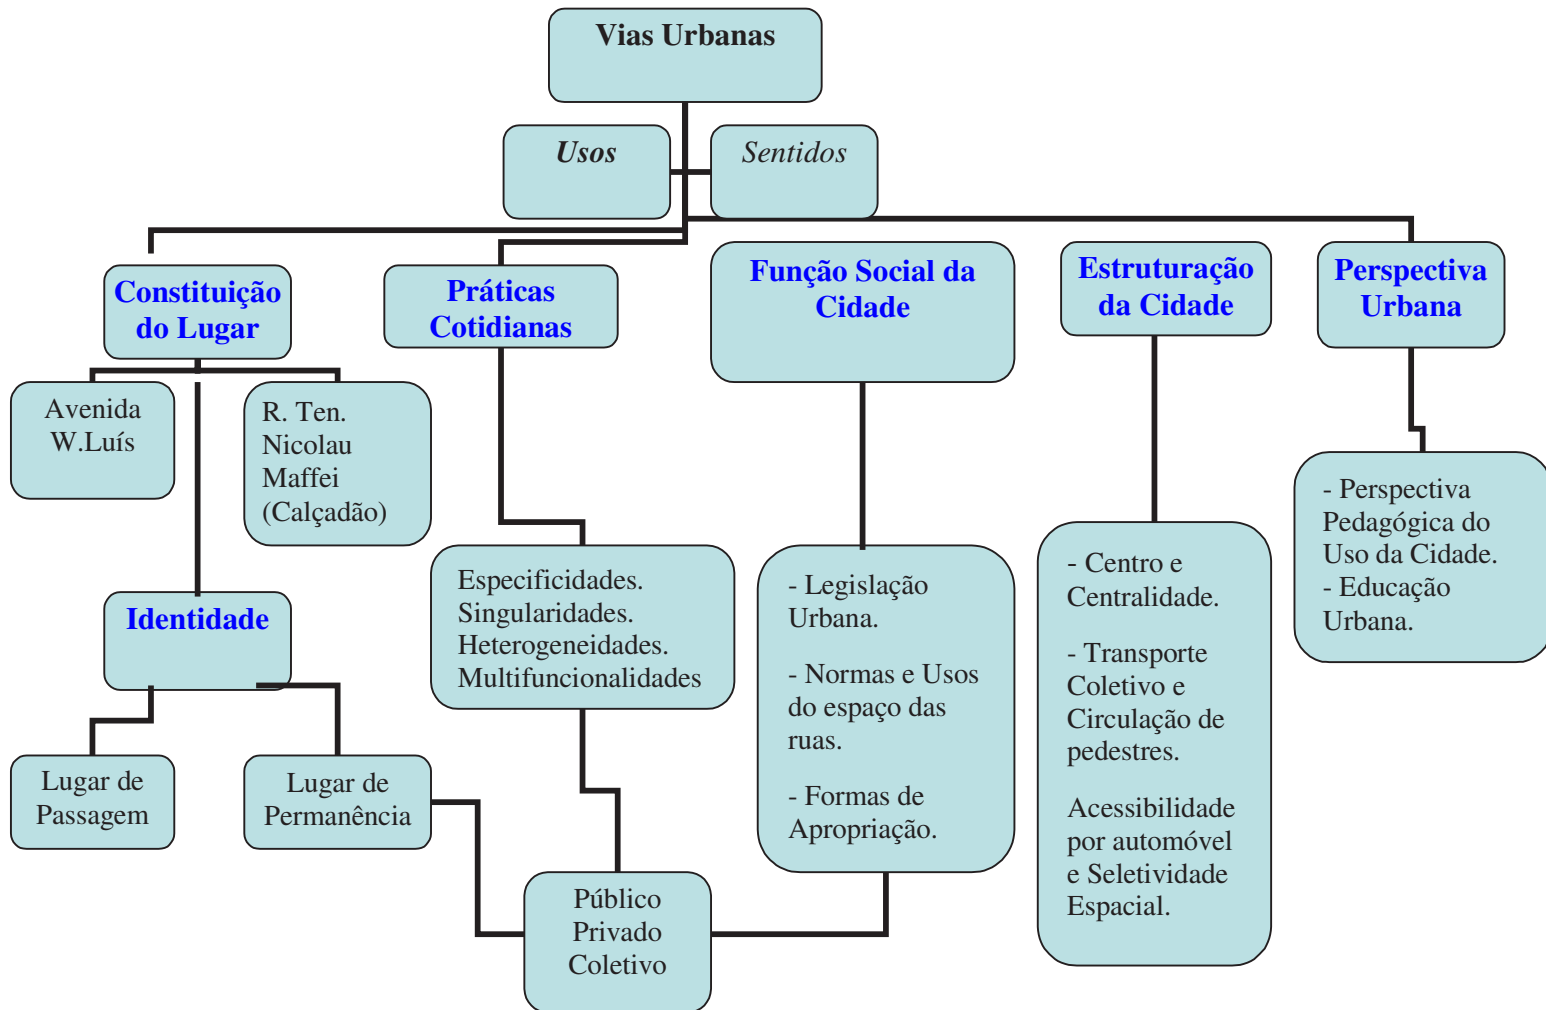 Vias Urbanas
Usos
Sentidos
Constituição
do Lugar
Práticas
Cotidianas
Função Social da
Cidade
Estruturação
da Cidade
Perspectiva
Urbana
Avenida
W.Luís
R. Ten.
Nicolau
Maffei
(Calçadão)
Identidade
Lugar de
Passagem
Lugar de
Permanência
Especificidades.
Singularidades.
Heterogeneidades.
Multifuncionalidades
- Legislação
Urbana.
- Normas e Usos
do espaço das
ruas.
- Formas de
Apropriação.
- Centro e
Centralidade.
- Transporte
Coletivo e
Circulação de
pedestres.
Acessibilidade
por automóvel
e Seletividade
Espacial.
- Perspectiva
Pedagógica do
Uso da Cidade.
- Educação
Urbana.
Público
Privado
Coletivo